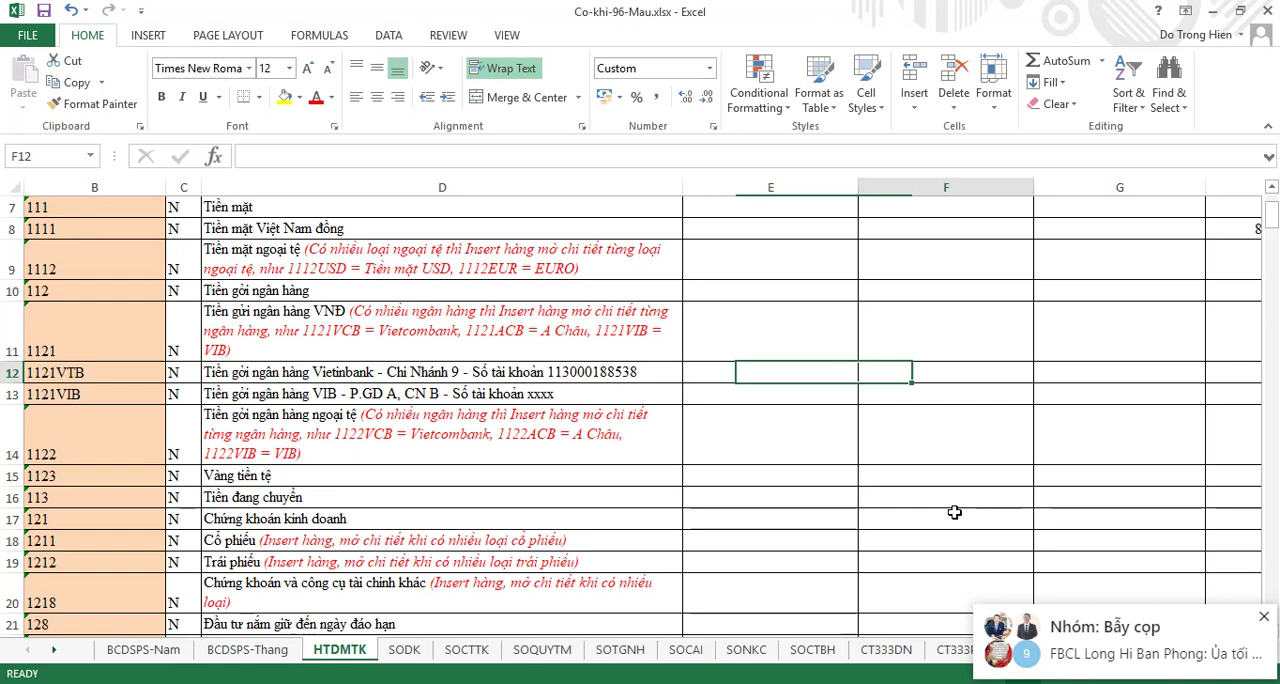 Co-khi-96-Mau.xlsx - Excel
?
FILE HOME INSERT PAGE LAYOUT FORMULAS DATA REVIEW VIEW Do Trong Hien
Paste
Cut
Copy
Format Painter
Clipboard
Times New Roma 12
B I U
Font
Wrap Text
Merge & Center
Alignment
Custom
%
Number
Conditional Formatting
Format as Table
Cell Styles
Styles
Insert
Delete
Format
Cells
AutoSum
Fill
Clear
Sort & Filter
Find & Select
Editing
F12 fx
B C D E F G
7 111 N Tiền mặt
8 1111 N Tiền mặt Việt Nam đồng 8
9 1112 N Tiền mặt ngoại tệ (Có nhiều loại ngoại tệ thì Insert hàng mở chi tiết từng loại
ngoại tệ, như 1112USD = Tiền mặt USD, 1112EUR = EURO)
10 112 N Tiền gởi ngân hàng
11 1121 N Tiền gửi ngân hàng VNĐ (Có nhiều ngân hàng thì Insert hàng mở chi tiết từng
ngân hàng, như 1121VCB = Vietcombank, 1121ACB = A Châu, 1121VIB =
VIB)
12 1121VTB N Tiền gởi ngân hàng Vietinbank - Chi Nhánh 9 - Số tài khoản 113000188538
13 1121VIB N Tiền gởi ngân hàng VIB - P.GD A, CN B - Số tài khoản xxxx
14 1122 N Tiền gởi ngân hàng ngoại tệ (Có nhiều ngân hàng thì Insert hàng mở chi tiết
từng ngân hàng, như 1122VCB = Vietcombank, 1122ACB = A Châu,
1122VIB = VIB)
15 1123 N Vàng tiền tệ
16 113 N Tiền đang chuyển
17 121 N Chứng khoán kinh doanh
18 1211 N Cổ phiếu (Insert hàng, mở chi tiết khi có nhiều loại cổ phiếu)
19 1212 N Trái phiếu (Insert hàng, mở chi tiết khi có nhiều loại trái phiếu)
20 1218 N Chứng khoán và công cụ tài chính khác (Insert hàng, mở chi tiết khi có nhiều
loại)
21 128 N Đầu tư nắm giữ đến ngày đáo hạn
BCDSPS-Nam BCDSPS-Thang HTDMTK SODK SOCTTK SOQUYTM SOTGNH SOCAI SONKC SOCTBH CT333DN
READY
Nhóm: Bẫy cọp
9 FBCL Long Hi Ban Phong: Ủa tối ...